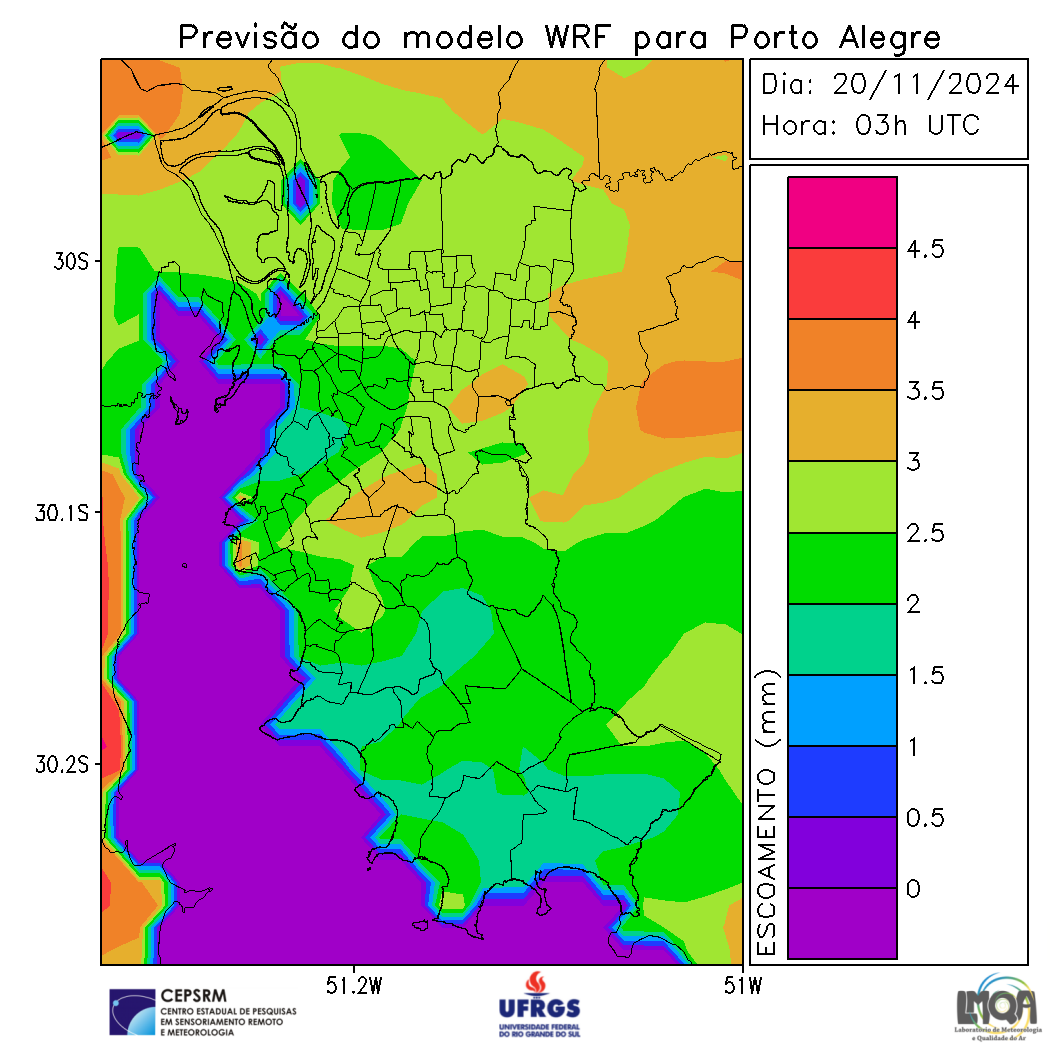 Previsão do modelo WRF para Porto Alegre
Dia: 20/11/2024
Hora: 03h UTC
30S
30.1S
30.2S
51.2W
51W
4.5
4
3.5
3
2.5
2
1.5
1
0.5
0
ESCOAMENTO (mm)
CEPSRM
CENTRO ESTADUAL DE PESQUISAS
EM SENSORIAMENTO REMOTO
E METEOROLOGIA
UFRGS
UNIVERSIDADE FEDERAL
DO RIO GRANDE DO SUL
LMQA
Laboratório de Meteorologia
e Qualidade do Ar